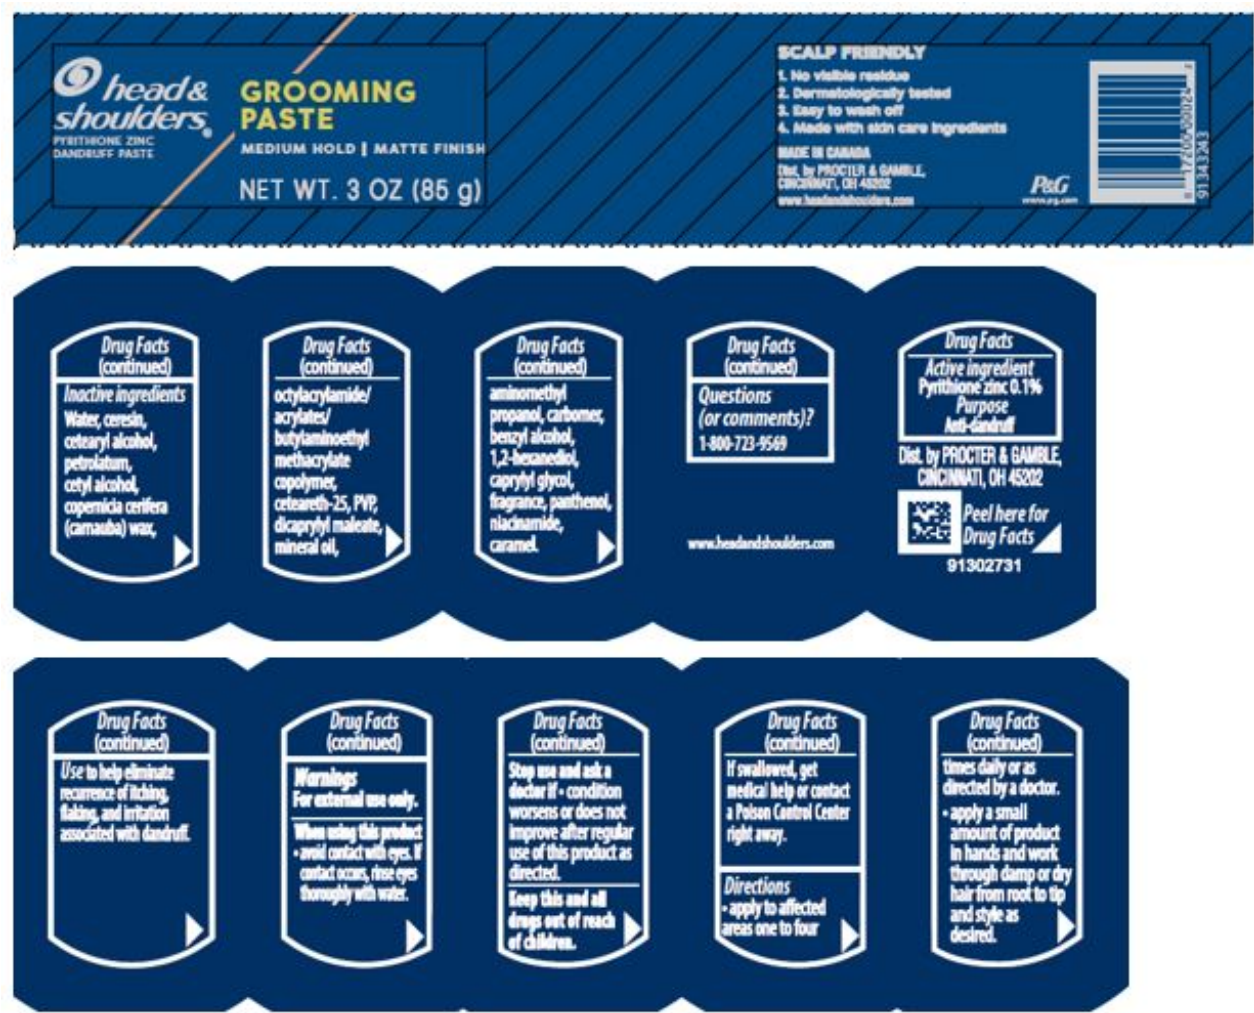 head &
shoulders®
PYRITHIONE ZINC
DANDRUFF PASTE
GROOMING
PASTE
MEDIUM HOLD | MATTE FINISH
NET WT. 3 OZ (85 g)
SCALP FRIENDLY
1. No visible residue
2. Dermatologically tested
3. Easy to wash off
4. Made with skin care ingredients
MADE IN CANADA
Dist. by PROCTER & GAMBLE,
CINCINNATI, OH 45202
www.headandshoulders.com
P&G
www.pg.com
91434243
Drug Facts
(continued)
Inactive ingredients
Water, ceresin,
cetearyl alcohol,
petrolatum,
cetyl alcohol,
copernicia cerifera
(carnauba) wax,
Drug Facts
(continued)
octylacrylamide/
acrylates/
butylaminoethyl
methacrylate
copolymer,
ceteareth-25, PVP,
dicaprylyl maleate,
mineral oil,
Drug Facts
(continued)
aminomethyl
propanol, carbomer,
benzyl alcohol,
1,2-hexanediol,
caprylyl glycol,
fragrance, panthenol,
niacinamide,
caramel.
Drug Facts
(continued)
Questions
(or comments)?
1-800-723-9569
www.headandshoulders.com
Drug Facts
Active ingredient
Pyrithione zinc 0.1%
Purpose
Anti-dandruff
Dist. by PROCTER & GAMBLE,
CINCINNATI, OH 45202
Peel here for
Drug Facts
91302731
Drug Facts
(continued)
Use to help eliminate
recurrence of itching,
flaking, and irritation
associated with dandruff.
Drug Facts
(continued)
Warnings
For external use only.
When using this product
• avoid contact with eyes. If
contact occurs, rinse eyes
thoroughly with water.
Drug Facts
(continued)
Stop use and ask a
doctor if • condition
worsens or does not
improve after regular
use of this product as
directed.
Keep this and all
drugs out of reach
of children.
Drug Facts
(continued)
If swallowed, get
medical help or contact
a Poison Control Center
right away.
Directions
• apply to affected
areas one to four
Drug Facts
(continued)
times daily or as
directed by a doctor.
• apply a small
amount of product
in hands and work
through damp or dry
hair from root to tip
and style as
desired.